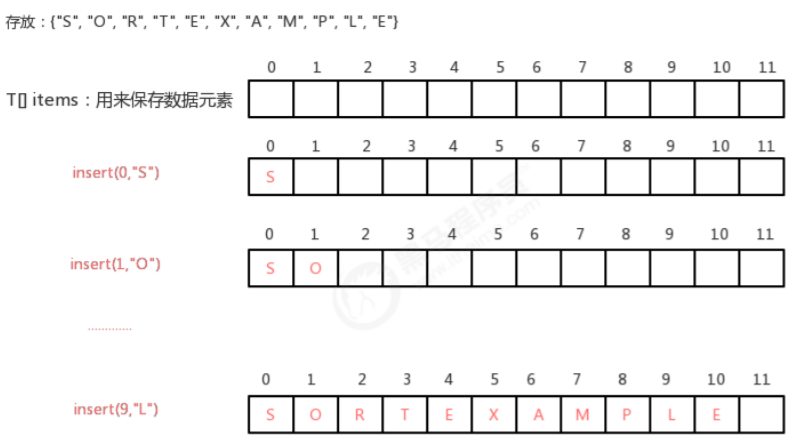 存放：{"S", "O", "R", "T", "E", "X", "A", "M", "P", "L", "E"}
0 1 2 3 4 5 6 7 8 9 10 11
T[] items：用来保存数据元素
0 1 2 3 4 5 6 7 8 9 10 11
insert(0,"S") S
0 1 2 3 4 5 6 7 8 9 10 11
insert(1,"O") S O
.............
0 1 2 3 4 5 6 7 8 9 10 11
insert(9,"L") S O R T E X A M P L E
黑马程序员